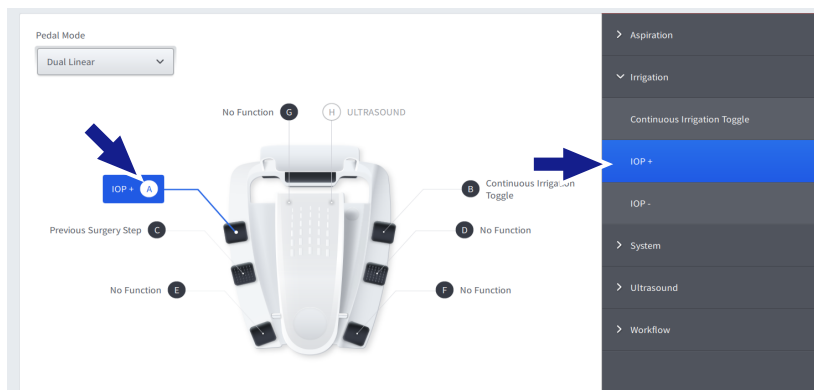 Pedal Mode
Dual Linear
No Function G
H ULTRASOUND
IOP + A
B Continuous Irrigation
Toggle
Previous Surgery Step C
D No Function
No Function E
F No Function
Aspiration
Irrigation
Continuous Irrigation Toggle
IOP +
IOP -
System
Ultrasound
Workflow